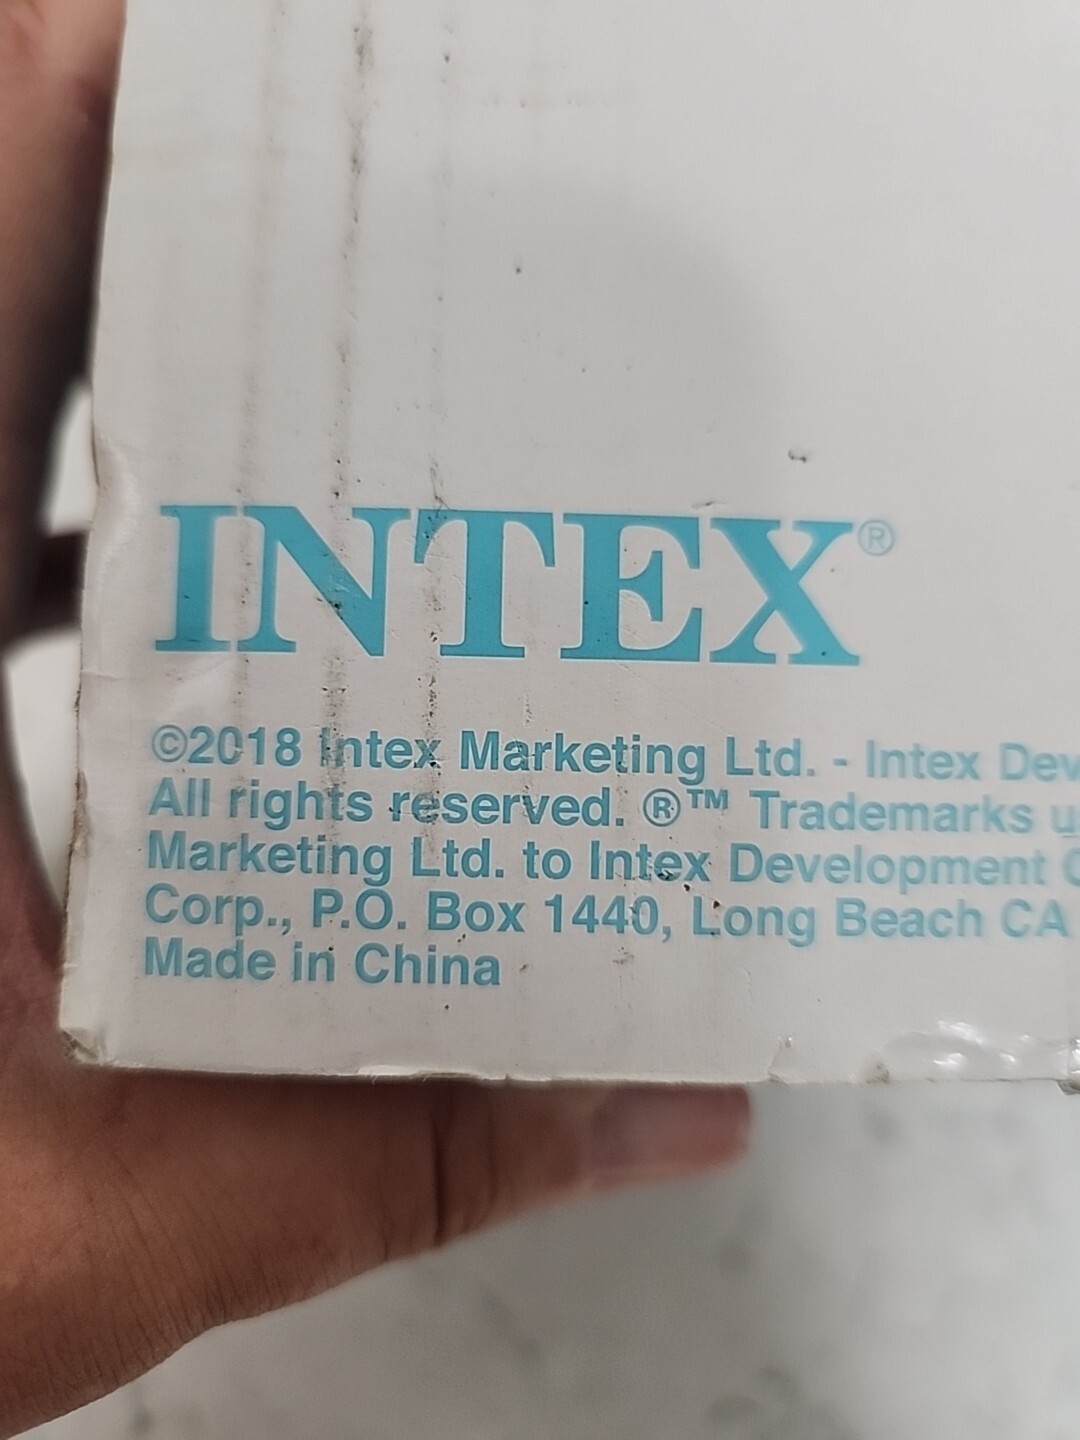 INTEX®
©2018 Intex Marketing Ltd. - Intex Dev
All rights reserved. ®™ Trademarks u
Marketing Ltd. to Intex Development C
Corp., P.O. Box 1440, Long Beach CA
Made in China